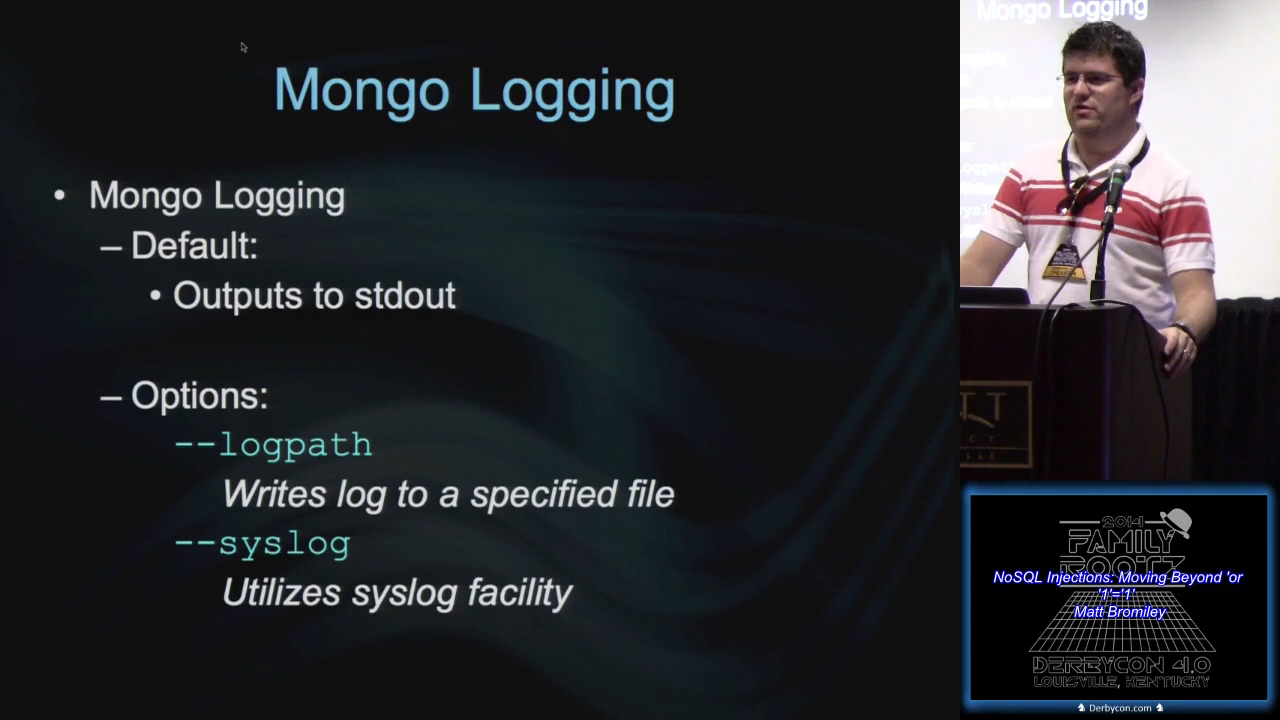 Mongo Logging
• Mongo Logging
– Default:
• Outputs to stdout
– Options:
--logpath
Writes log to a specified file
--syslog
Utilizes syslog facility
Mongo Logging
2014
FAMILY
ROOTZ
NoSQL Injections: Moving Beyond 'or
'1'='1'
Matt Bromiley
DERBYCON 4.0
LOUISVILLE, KENTUCKY
Derbycon.com